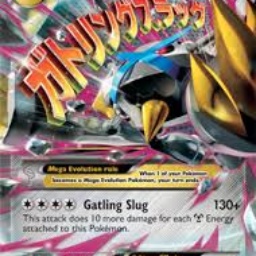 ガトリングスラッグ
Mega Evolution rule
When 1 of your Pokémon
becomes a Mega Evolution Pokémon, your turn ends.
Gatling Slug 130+
This attack does 10 more damage for each Energy
attached to this Pokémon.